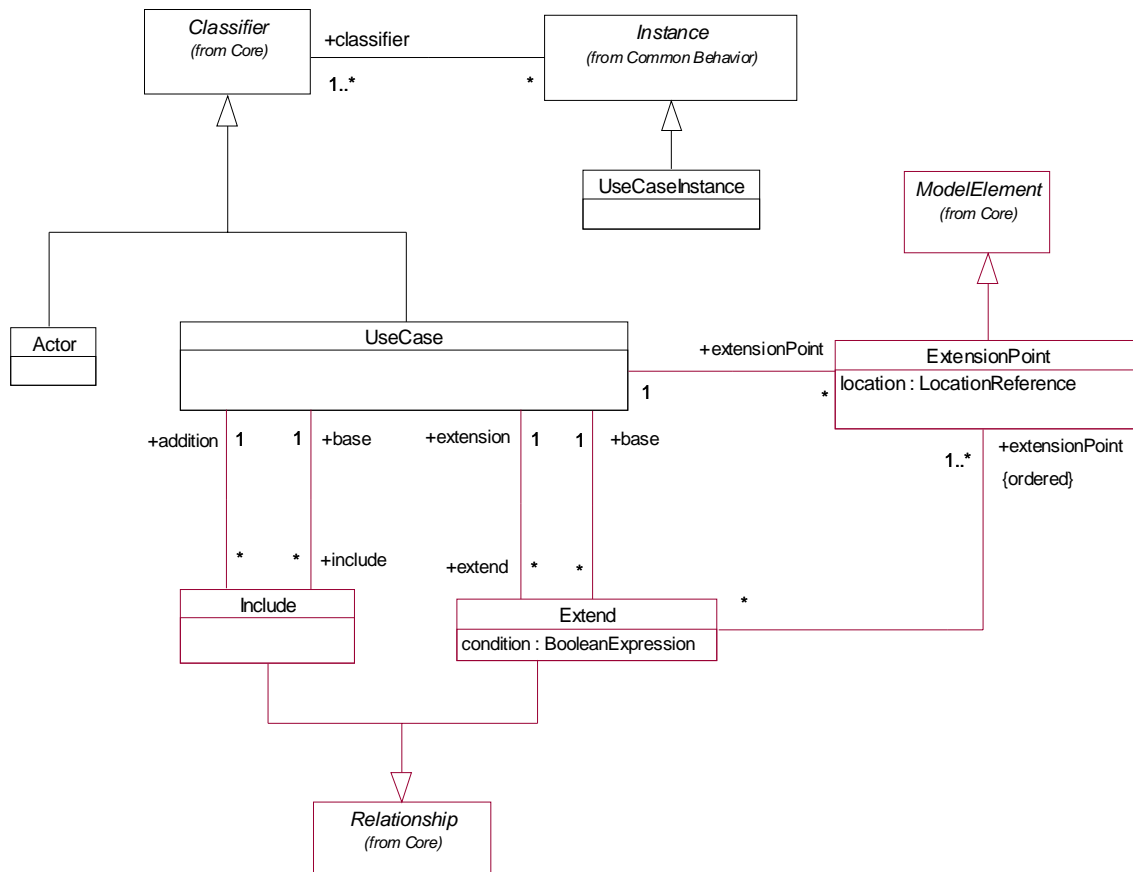 Classifier
(from Core)
+classifier
1..*
*
Instance
(from Common Behavior)
UseCaseInstance
ModelElement
(from Core)
Actor
UseCase
+extensionPoint
1
*
ExtensionPoint
location : LocationReference
+addition
1
1
+base
+extension
1
1
+base
1..*
+extensionPoint
{ordered}
*
*
+include
+extend
*
*
*
Include
Extend
condition : BooleanExpression
Relationship
(from Core)